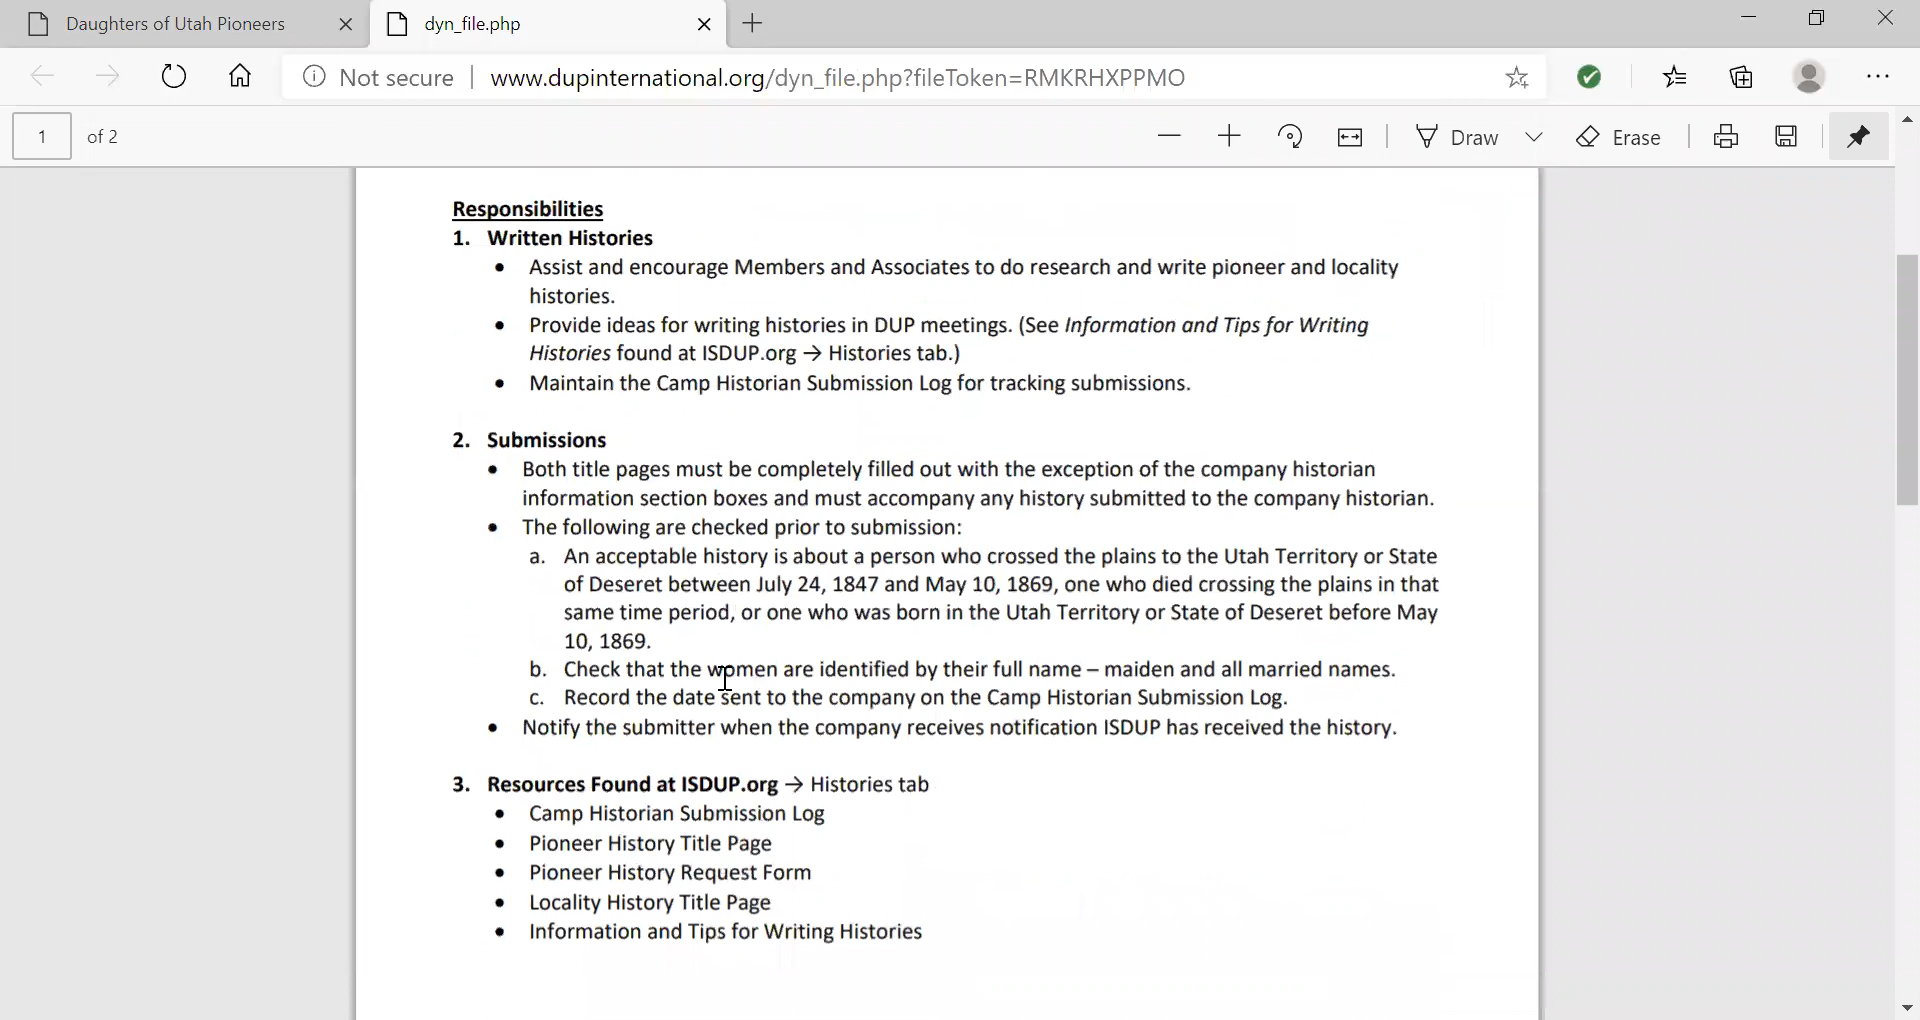 Daughters of Utah Pioneers
dyn_file.php
Not secure
www.dupinternational.org/dyn_file.php?fileToken=RMKRHXPPMO
1 of 2
Draw
Erase
Responsibilities
1. Written Histories
• Assist and encourage Members and Associates to do research and write pioneer and locality
histories.
• Provide ideas for writing histories in DUP meetings. (See Information and Tips for Writing
Histories found at ISDUP.org → Histories tab.)
• Maintain the Camp Historian Submission Log for tracking submissions.
2. Submissions
• Both title pages must be completely filled out with the exception of the company historian
information section boxes and must accompany any history submitted to the company historian.
• The following are checked prior to submission:
a. An acceptable history is about a person who crossed the plains to the Utah Territory or State
of Deseret between July 24, 1847 and May 10, 1869, one who died crossing the plains in that
same time period, or one who was born in the Utah Territory or State of Deseret before May
10, 1869.
b. Check that the women are identified by their full name – maiden and all married names.
c. Record the date sent to the company on the Camp Historian Submission Log.
• Notify the submitter when the company receives notification ISDUP has received the history.
3. Resources Found at ISDUP.org → Histories tab
• Camp Historian Submission Log
• Pioneer History Title Page
• Pioneer History Request Form
• Locality History Title Page
• Information and Tips for Writing Histories